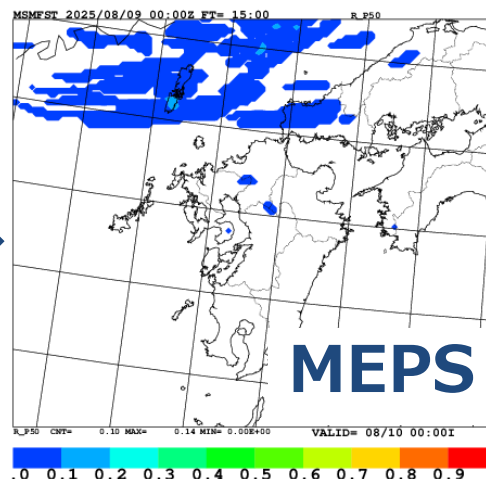 MSMFST 2025/08/09 00:00Z FT= 15:00 R_P50
MEPS
R_P50 CNT= 0.10 MAX= 0.14 MIN= 0.00E+00 VALID= 08/10 00:00I
.0 0.1 0.2 0.3 0.4 0.5 0.6 0.7 0.8 0.9